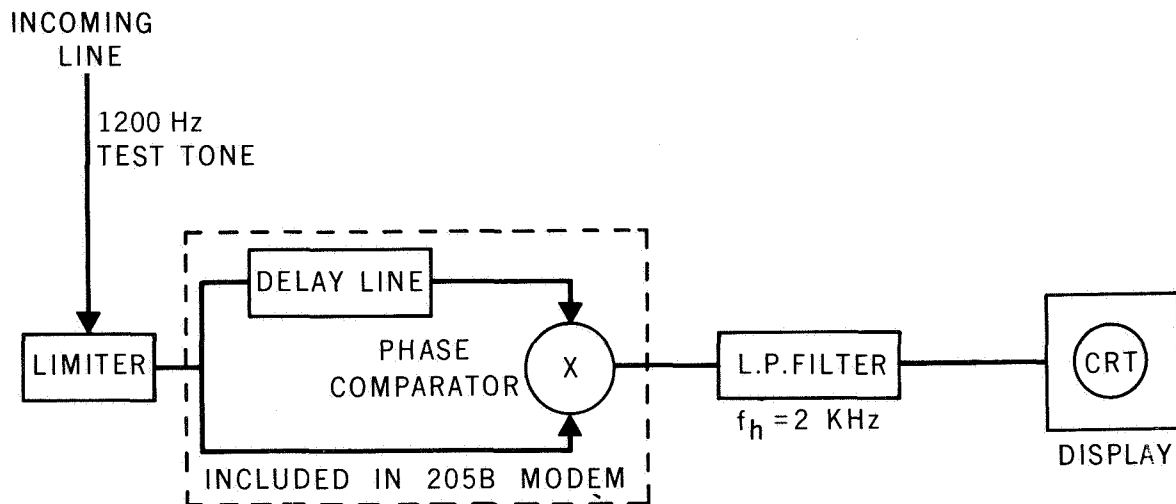 INCOMING
LINE
1200 Hz
TEST TONE
LIMITER
DELAY LINE
PHASE
COMPARATOR
X
INCLUDED IN 205B MODEM
L.P.FILTER
f_h = 2 KHz
CRT
DISPLAY